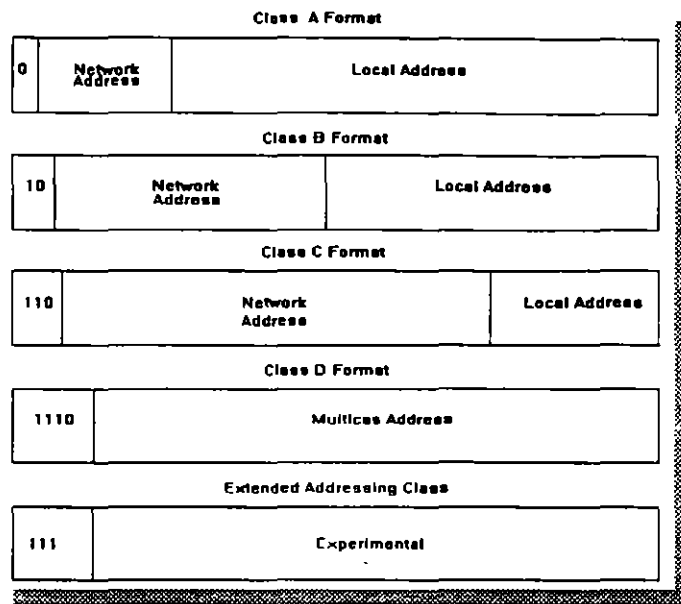 Class A Format
0 Network Address Local Address
Class B Format
10 Network Address Local Address
Class C Format
110 Network Address Local Address
Class D Format
1110 Multicas Address
Extended Addressing Class
111 Experimental